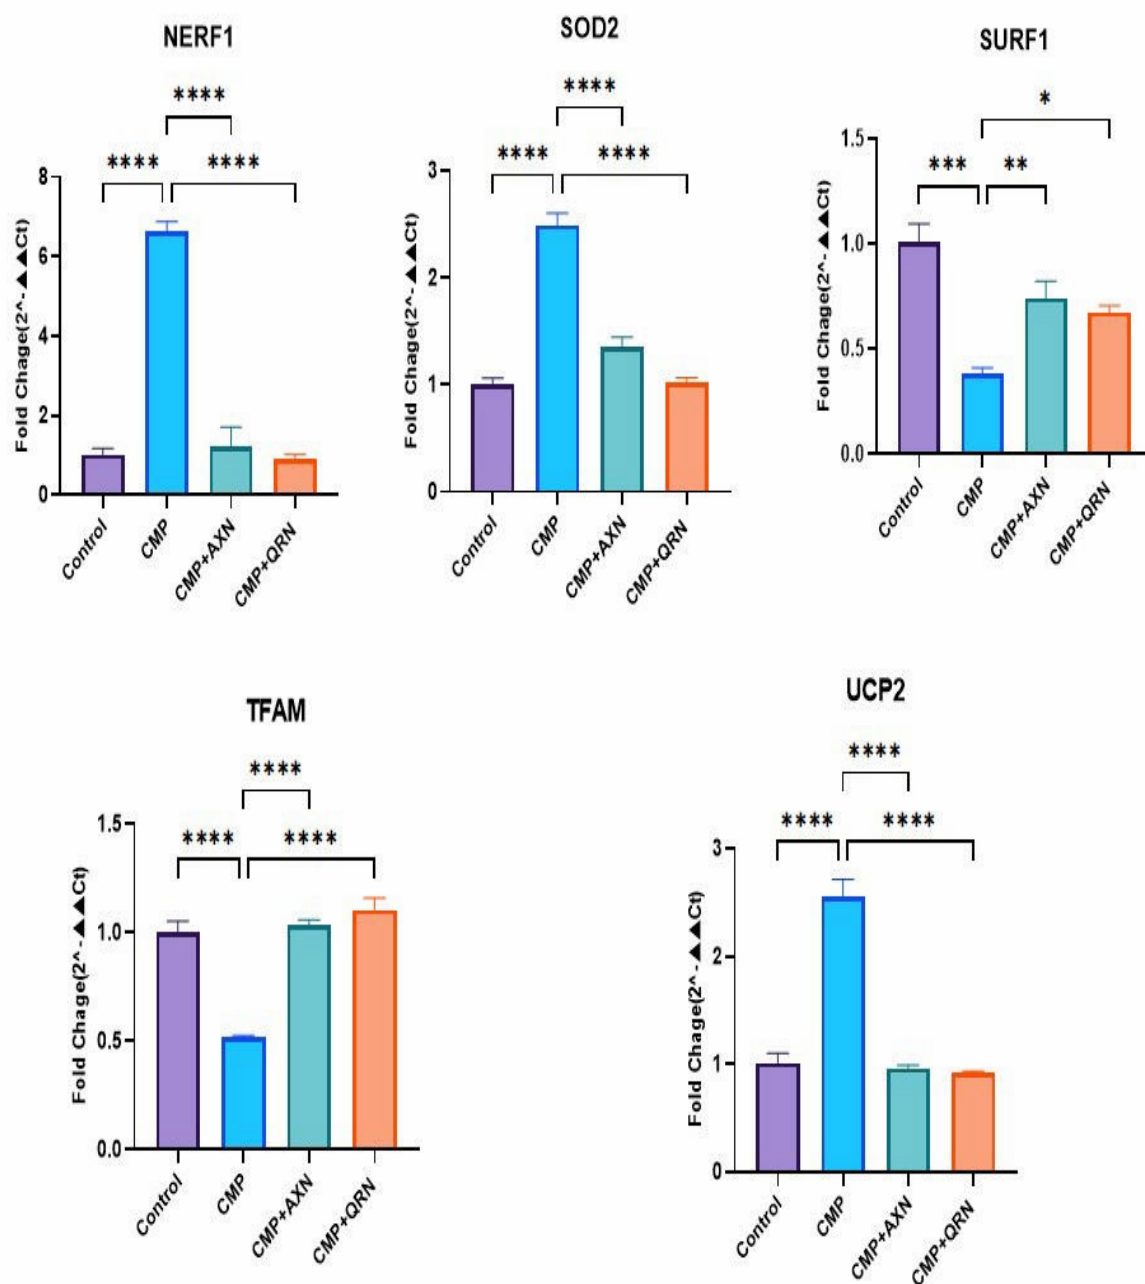 NERF1
****
****
****
Fold Chage(2^-▲▲Ct)
8
6
4
2
0
Control
CMP
CMP+AXN
CMP+QRN
SOD2
****
****
****
Fold Chage(2^-▲▲Ct)
3
2
1
0
Control
CMP
CMP+AXN
CMP+QRN
SURF1
*
***
**
Fold Chage(2^-▲▲Ct)
1.5
1.0
0.5
0.0
Control
CMP
CMP+AXN
CMP+QRN
TFAM
****
****
****
Fold Chage(2^-▲▲Ct)
1.5
1.0
0.5
0.0
Control
CMP
CMP+AXN
CMP+QRN
UCP2
****
****
****
Fold Chage(2^-▲▲Ct)
3
2
1
0
Control
CMP
CMP+AXN
CMP+QRN